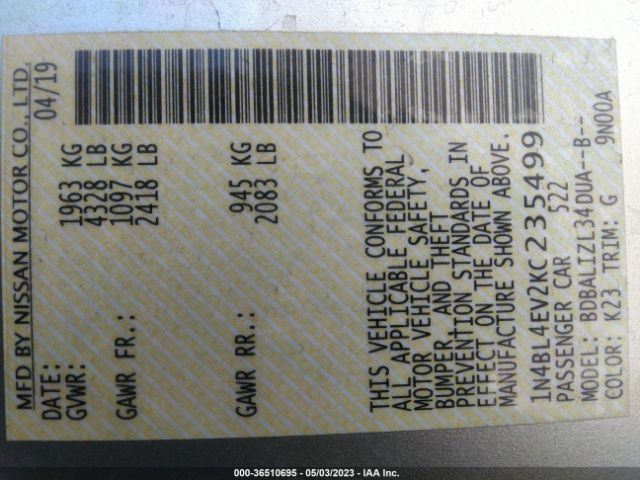 MFD BY NISSAN MOTOR CO., LTD.
DATE: 04/19
GVWR: 1963 KG
4328 LB
GAWR FR.: 1097 KG
2418 LB
GAWR RR.: 945 KG
2083 LB
THIS VEHICLE CONFORMS TO
ALL APPLICABLE FEDERAL
MOTOR VEHICLE SAFETY,
BUMPER, AND THEFT
PREVENTION STANDARDS IN
EFFECT ON THE DATE OF
MANUFACTURE SHOWN ABOVE.
1N4BL4EV2KC235499
PASSENGER CAR 522
MODEL: BDBALIZL34DUA--B--
COLOR: K23 TRIM: G 9N00A
000-36510695 - 05/03/2023 - IAA Inc.